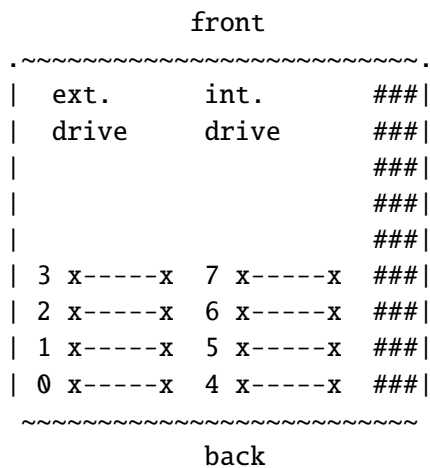 front
 .~~~~~~~~~~~~~~~~~~~~~~~~~~.
 |  ext.      int.       ###|
 |  drive     drive      ###|
 |                       ###|
 |                       ###|
 |                       ###|
 | 3 x-----x  7 x-----x  ###|
 | 2 x-----x  6 x-----x  ###|
 | 1 x-----x  5 x-----x  ###|
 | 0 x-----x  4 x-----x  ###|
  ~~~~~~~~~~~~~~~~~~~~~~~~~~
                back